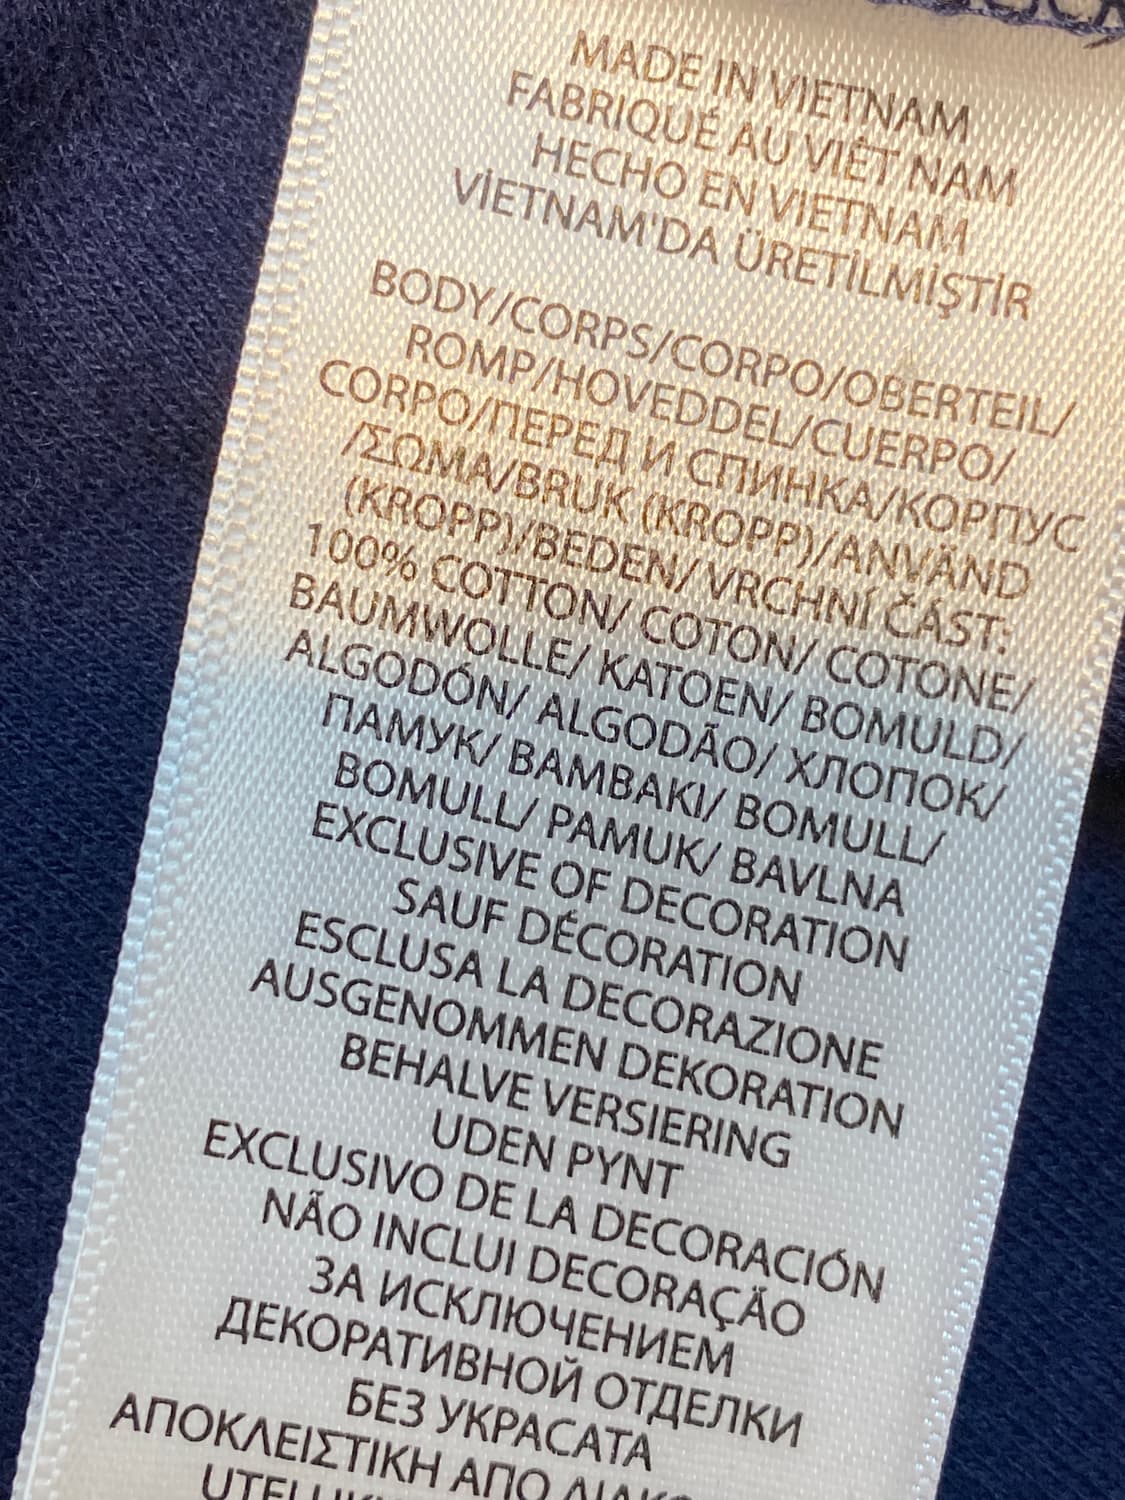 MADE IN VIETNAM
FABRIQUÉ AU VIÊT NAM
HECHO EN VIETNAM
VİETNAM'DA ÜRETİLMİŞTİR
BODY/CORPS/CORPO/OBERTEIL/
ROMP/HOVEDDEL/CUERPO/
CORPO/ПЕРЕД И СПИНКА/КОРПУС
/ΣΩΜΑ/BRUK (KROPP)/ANVÄND
(KROPP)/BEDEN/ VRCHNÍ ČÁST:
100% COTTON/ COTON/ COTONE/
BAUMWOLLE/ KATOEN/ BOMULD/
ALGODÓN/ ALGODÃO/ ХЛОПОК/
ПАМУК/ ΒΑΜΒΑΚΙ/ BOMULL/
BOMULL/ PAMUK/ BAVLNA
EXCLUSIVE OF DECORATION
SAUF DÉCORATION
ESCLUSA LA DECORAZIONE
AUSGENOMMEN DEKORATION
BEHALVE VERSIERING
UDEN PYNT
EXCLUSIVO DE LA DECORACIÓN
NÃO INCLUI DECORAÇÃO
ЗА ИСКЛЮЧЕНИЕМ
ДЕКОРАТИВНОЙ ОТДЕЛКИ
БЕЗ УКРАСАТА
ΑΠΟΚΛΕΙΣΤΙΚΗ ΑΠΟ